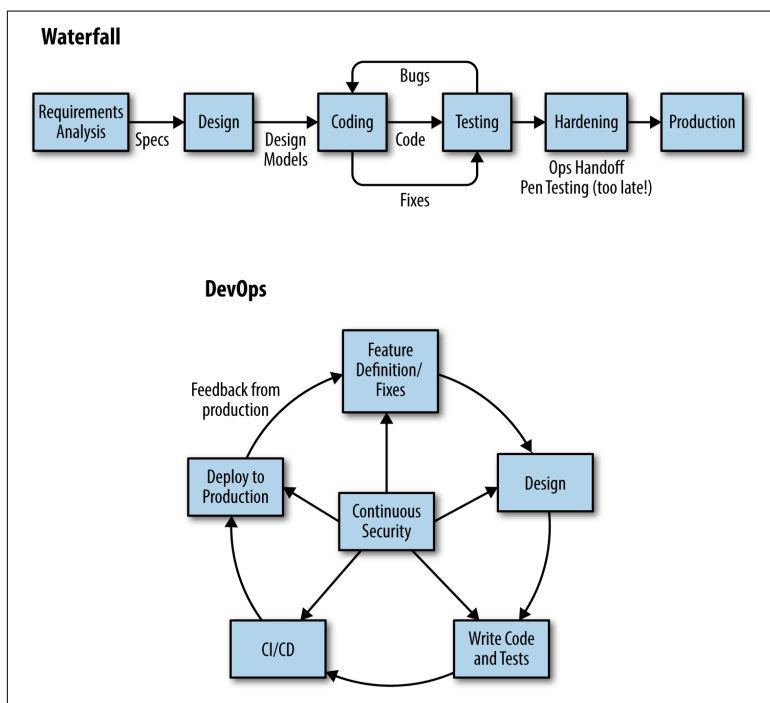 Waterfall
Bugs
Requirements
Analysis
Specs
Design
Design
Models
Coding
Code
Testing
Hardening
Production
Ops Handoff
Pen Testing (too late!)
Fixes
DevOps
Feature
Definition/
Fixes
Feedback from
production
Deploy to
Production
Design
Continuous
Security
CI/CD
Write Code
and Tests